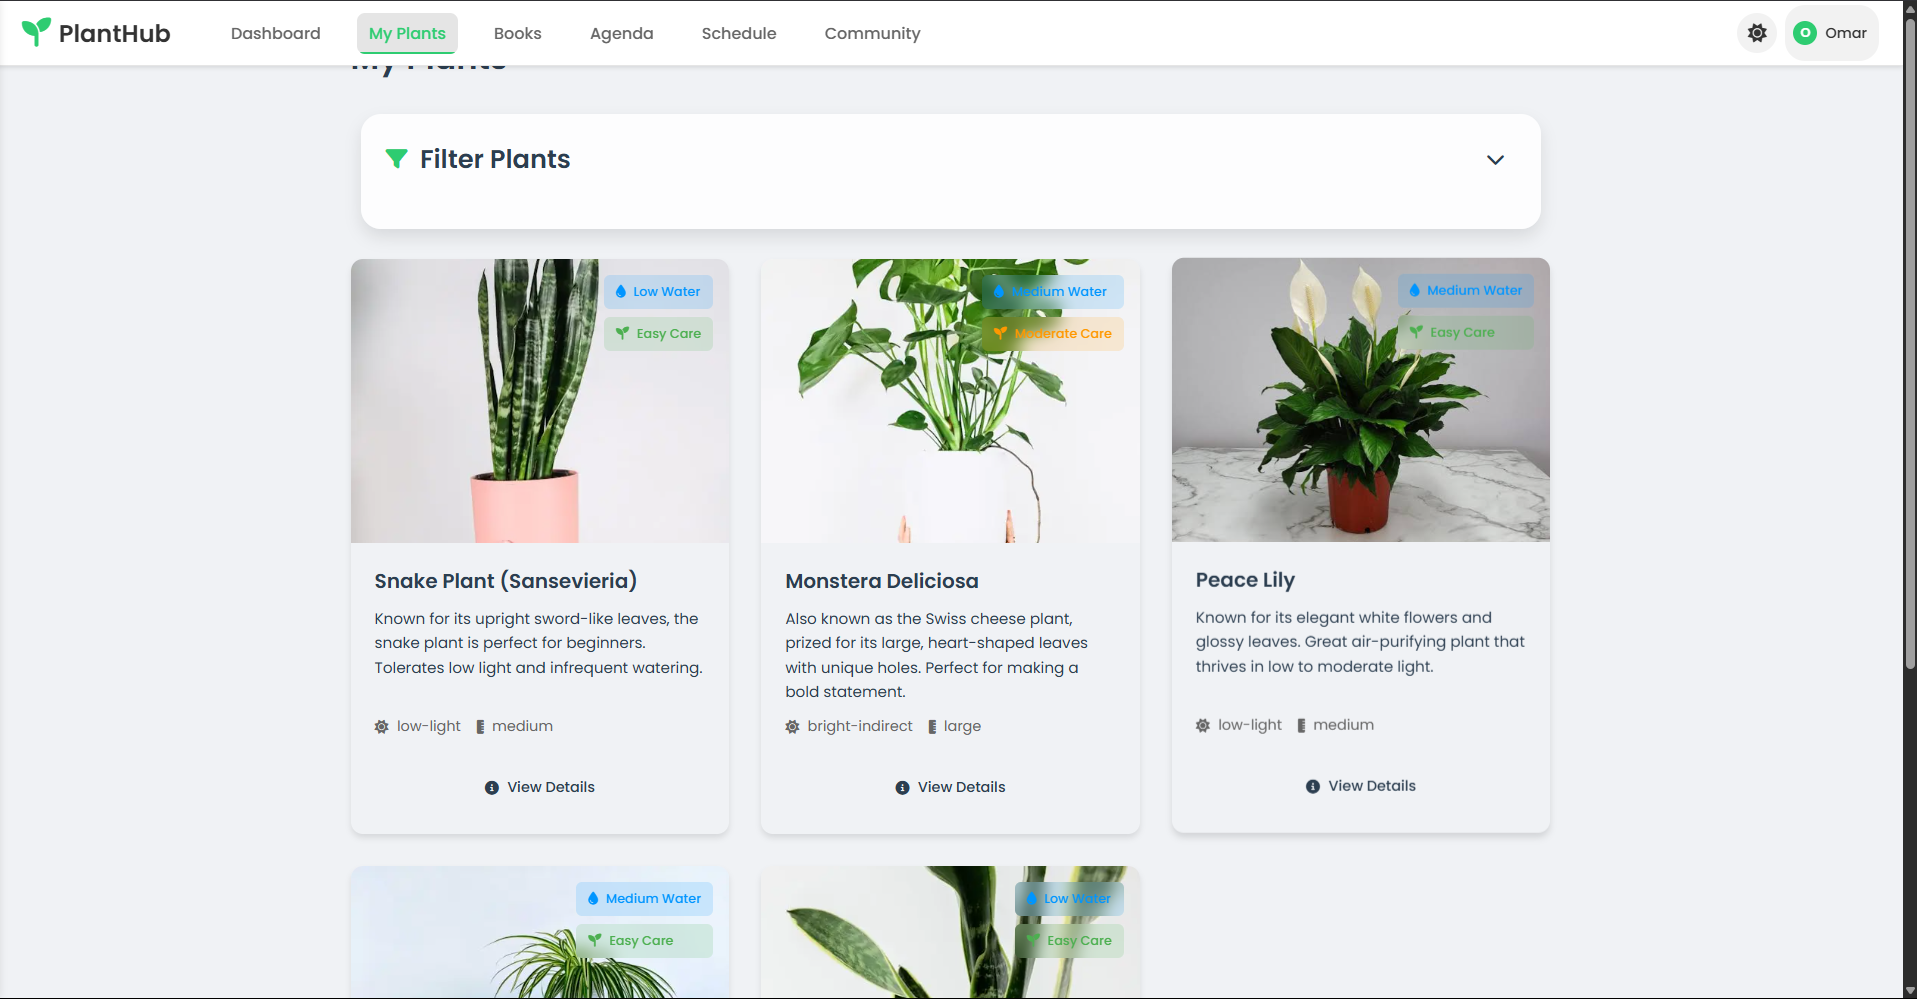 PlantHub
Dashboard
My Plants
Books
Agenda
Schedule
Community
O
Omar
My Plants
Filter Plants
Low Water
Easy Care
Medium Water
Moderate Care
Medium Water
Easy Care
Snake Plant (Sansevieria)
Known for its upright sword-like leaves, the
snake plant is perfect for beginners.
Tolerates low light and infrequent watering.
low-light
medium
View Details
Monstera Deliciosa
Also known as the Swiss cheese plant,
prized for its large, heart-shaped leaves
with unique holes. Perfect for making a
bold statement.
bright-indirect
large
View Details
Peace Lily
Known for its elegant white flowers and
glossy leaves. Great air-purifying plant that
thrives in low to moderate light.
low-light
medium
View Details
Medium Water
Easy Care
Low Water
Easy Care